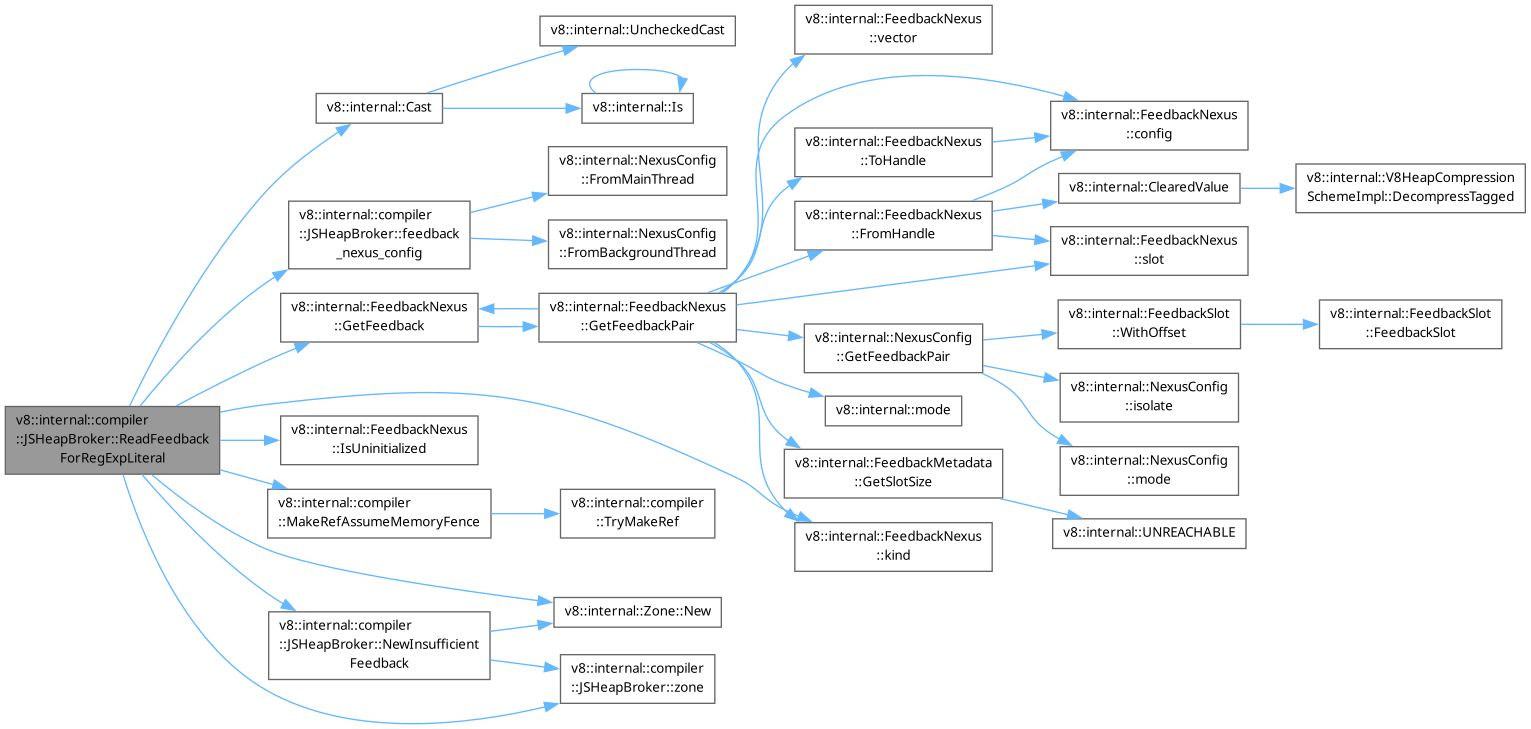 v8::internal::compiler
::JSHeapBroker::ReadFeedback
ForRegExpLiteral
v8::internal::Cast
v8::internal::UncheckedCast
v8::internal::Is
v8::internal::compiler
::JSHeapBroker::feedback
_nexus_config
v8::internal::NexusConfig
::FromMainThread
v8::internal::NexusConfig
::FromBackgroundThread
v8::internal::FeedbackNexus
::GetFeedback
v8::internal::FeedbackNexus
::GetFeedbackPair
v8::internal::FeedbackNexus
::vector
v8::internal::FeedbackNexus
::ToHandle
v8::internal::FeedbackNexus
::FromHandle
v8::internal::FeedbackNexus
::config
v8::internal::ClearedValue
v8::internal::V8HeapCompression
SchemeImpl::DecompressTagged
v8::internal::FeedbackNexus
::slot
v8::internal::NexusConfig
::GetFeedbackPair
v8::internal::FeedbackSlot
::WithOffset
v8::internal::FeedbackSlot
::FeedbackSlot
v8::internal::NexusConfig
::isolate
v8::internal::NexusConfig
::mode
v8::internal::mode
v8::internal::FeedbackMetadata
::GetSlotSize
v8::internal::UNREACHABLE
v8::internal::FeedbackNexus
::kind
v8::internal::FeedbackNexus
::IsUninitialized
v8::internal::compiler
::MakeRefAssumeMemoryFence
v8::internal::compiler
::TryMakeRef
v8::internal::Zone::New
v8::internal::compiler
::JSHeapBroker::NewInsufficient
Feedback
v8::internal::compiler
::JSHeapBroker::zone